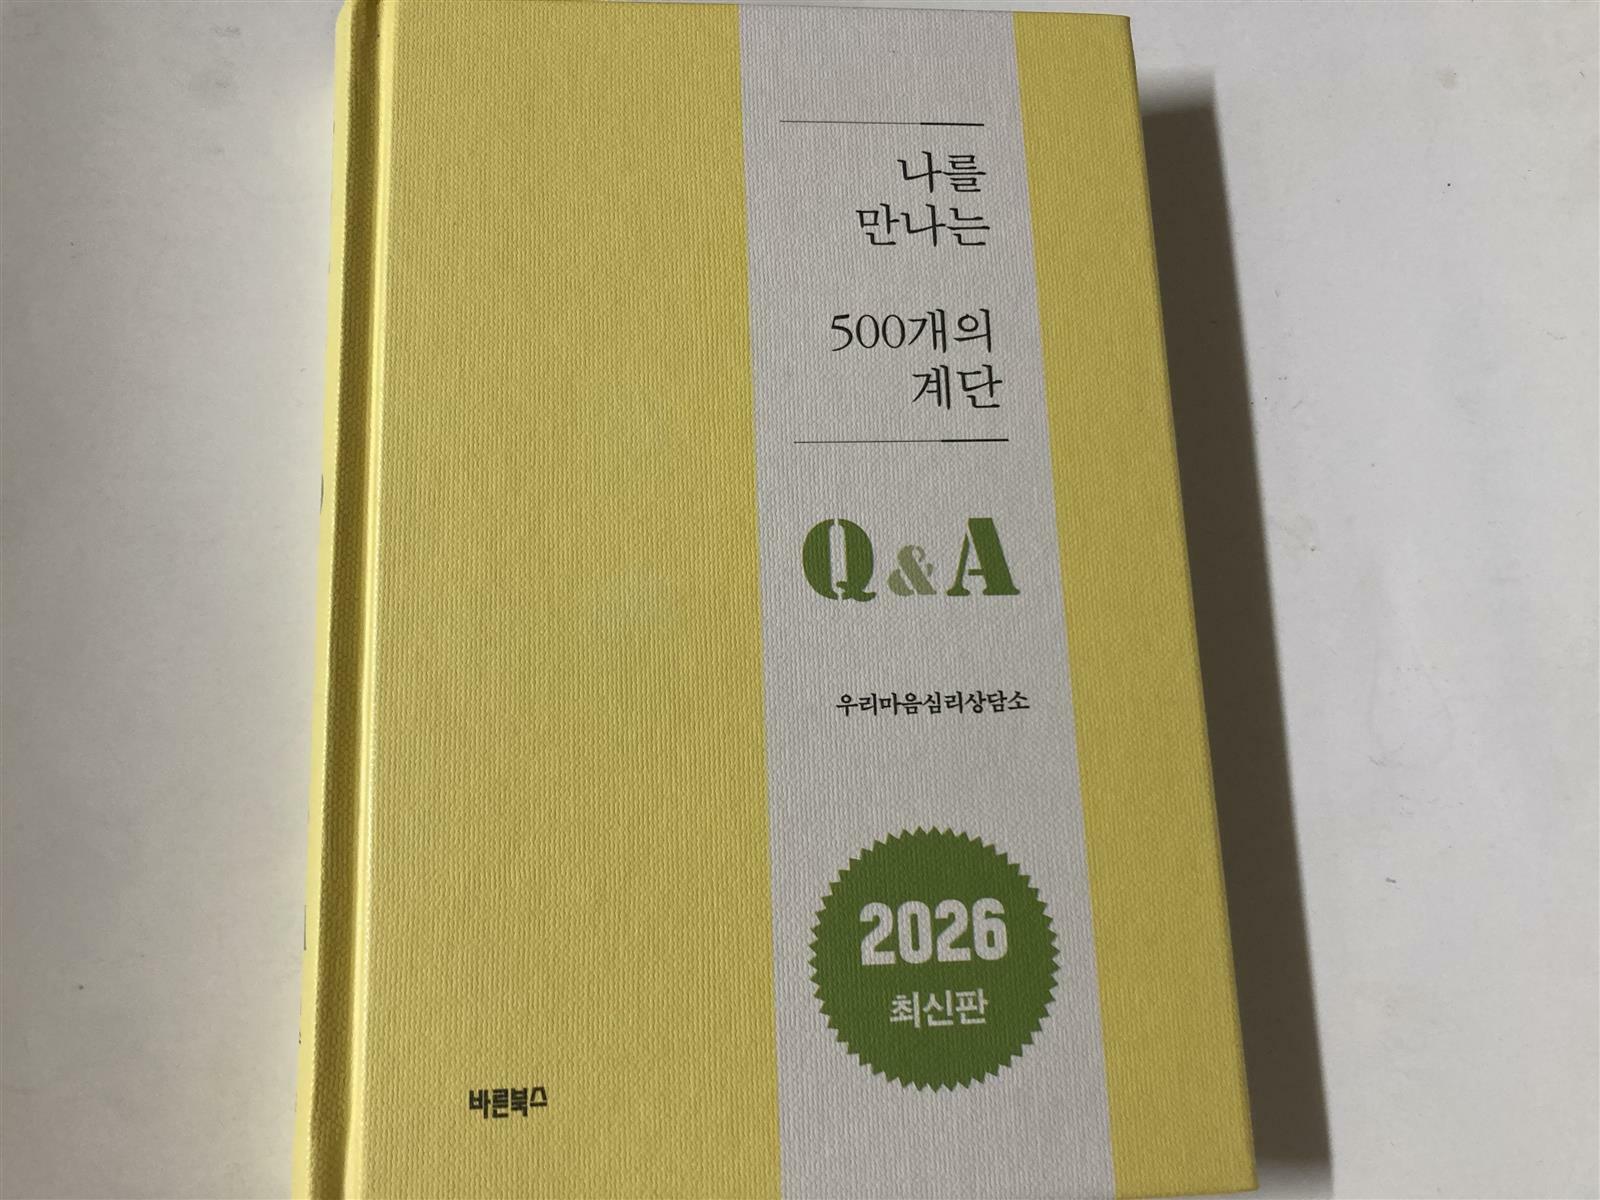 나를
만나는
500개의
계단
Q & A
우리마음심리상담소
2026
최신판
바른북스